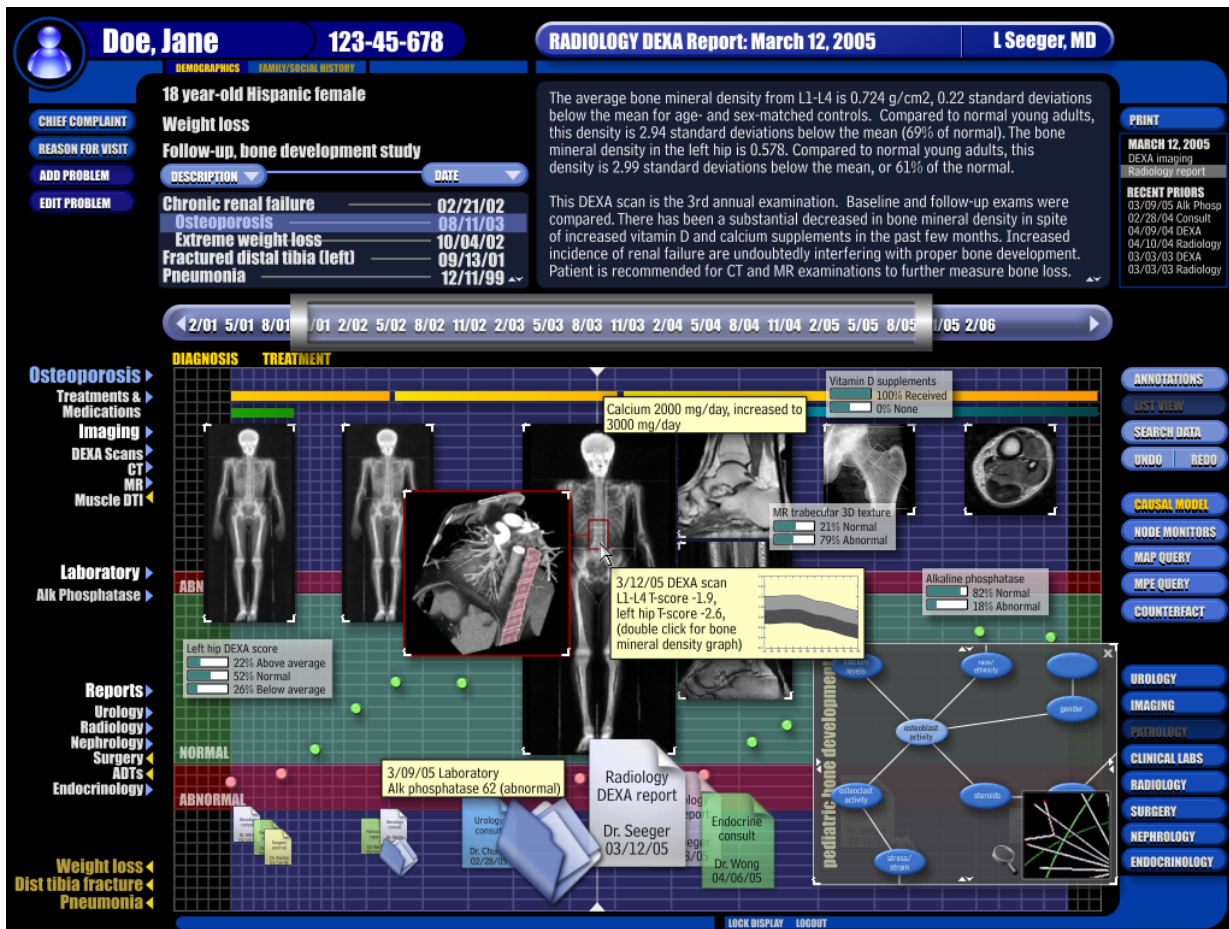 Doe, Jane 123-45-678
RADIOLOGY DEXA Report: March 12, 2005 L Seeger, MD
DEMOGRAPHICS FAMILY/SOCIAL HISTORY
18 year-old Hispanic female
Weight loss
Follow-up, bone development study
CHIEF COMPLAINT
REASON FOR VISIT
ADD PROBLEM
EDIT PROBLEM
DESCRIPTION DATE
Chronic renal failure 02/21/02
Osteoporosis 08/11/03
Extreme weight loss 10/04/02
Fractured distal tibia (left) 09/13/01
Pneumonia 12/11/99
The average bone mineral density from L1-L4 is 0.724 g/cm2, 0.22 standard deviations
below the mean for age- and sex-matched controls. Compared to normal young adults,
this density is 2.94 standard deviations below the mean (69% of normal). The bone
mineral density in the left hip is 0.578. Compared to normal young adults, this
density is 2.99 standard deviations below the mean, or 61% of the normal.
This DEXA scan is the 3rd annual examination. Baseline and follow-up exams were
compared. There has been a substantial decreased in bone mineral density in spite
of increased vitamin D and calcium supplements in the past few months. Increased
incidence of renal failure are undoubtedly interfering with proper bone development.
Patient is recommended for CT and MR examinations to further measure bone loss.
PRINT
MARCH 12, 2005
DEXA imaging
Radiology report
RECENT PRIORS
03/09/05 Alk Phosp
02/28/04 Consult
04/09/04 DEXA
04/10/04 Radiology
03/03/03 DEXA
03/03/03 Radiology
2/01 5/01 8/01 /01 2/02 5/02 8/02 11/02 2/03 5/03 8/03 11/03 2/04 5/04 8/04 11/04 2/05 5/05 8/05 1/05 2/06
DIAGNOSIS TREATMENT
Osteoporosis
Treatments &
Medications
Imaging
DEXA Scans
CT
MR
Muscle DTI
Laboratory
Alk Phosphatase
Reports
Urology
Radiology
Nephrology
Surgery
ADTs
Endocrinology
Weight loss
Dist tibia fracture
Pneumonia
Vitamin D supplements
100% Received
0% None
Calcium 2000 mg/day, increased to
3000 mg/day
MR trabecular 3D texture
21% Normal
79% Abnormal
ABN
3/12/05 DEXA scan
L1-L4 T-score -1.9,
left hip T-score -2.6,
(double click for bone
mineral density graph)
Alkaline phosphatase
82% Normal
18% Abnormal
Left hip DEXA score
22% Above average
52% Normal
26% Below average
NORMAL
ABNORMAL
3/09/05 Laboratory
Alk phosphatase 62 (abnormal)
Urology
consult
Dr. Chu
02/28/05
Radiology
DEXA report
Dr. Seeger
03/12/05
Endocrine
consult
Dr. Wong
04/06/05
pediatric bone development
calcium
levels
race/
ethnicity
gender
osteoblast
activity
osteoclast
activity
steroids
stress/
strain
X
ANNOTATIONS
LIST VIEW
SEARCH DATA
UNDO REDO
CAUSAL MODEL
NODE MONITORS
MAP QUERY
MPE QUERY
COUNTERFACT
UROLOGY
IMAGING
PATHOLOGY
CLINICAL LABS
RADIOLOGY
SURGERY
NEPHROLOGY
ENDOCRINOLOGY
LOCK DISPLAY LOGOUT